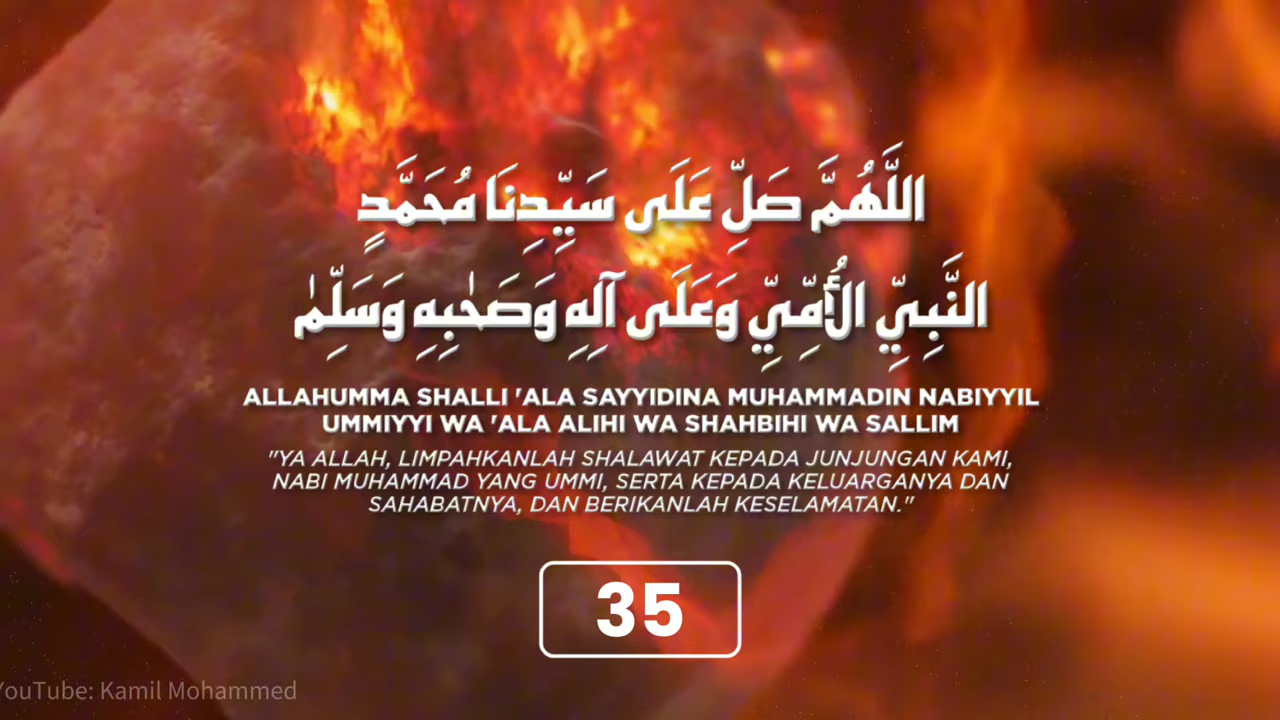 اللَّهُمَّ صَلِّ عَلَى سَيِّدِنَا مُحَمَّدٍ
النَّبِيِّ الأُمِّيِّ وَعَلَى آلِهِ وَصَحْبِهِ وَسَلِّمْ
ALLAHUMMA SHALLI 'ALA SAYYIDINA MUHAMMADIN NABIYYIL
UMMIYYI WA 'ALA ALIHI WA SHAHBIHI WA SALLIM
"YA ALLAH, LIMPAHKANLAH SHALAWAT KEPADA JUNJUNGAN KAMI,
NABI MUHAMMAD YANG UMMI, SERTA KEPADA KELUARGANYA DAN
SAHABATNYA, DAN BERIKANLAH KESELAMATAN."
35
YouTube: Kamil Mohammed